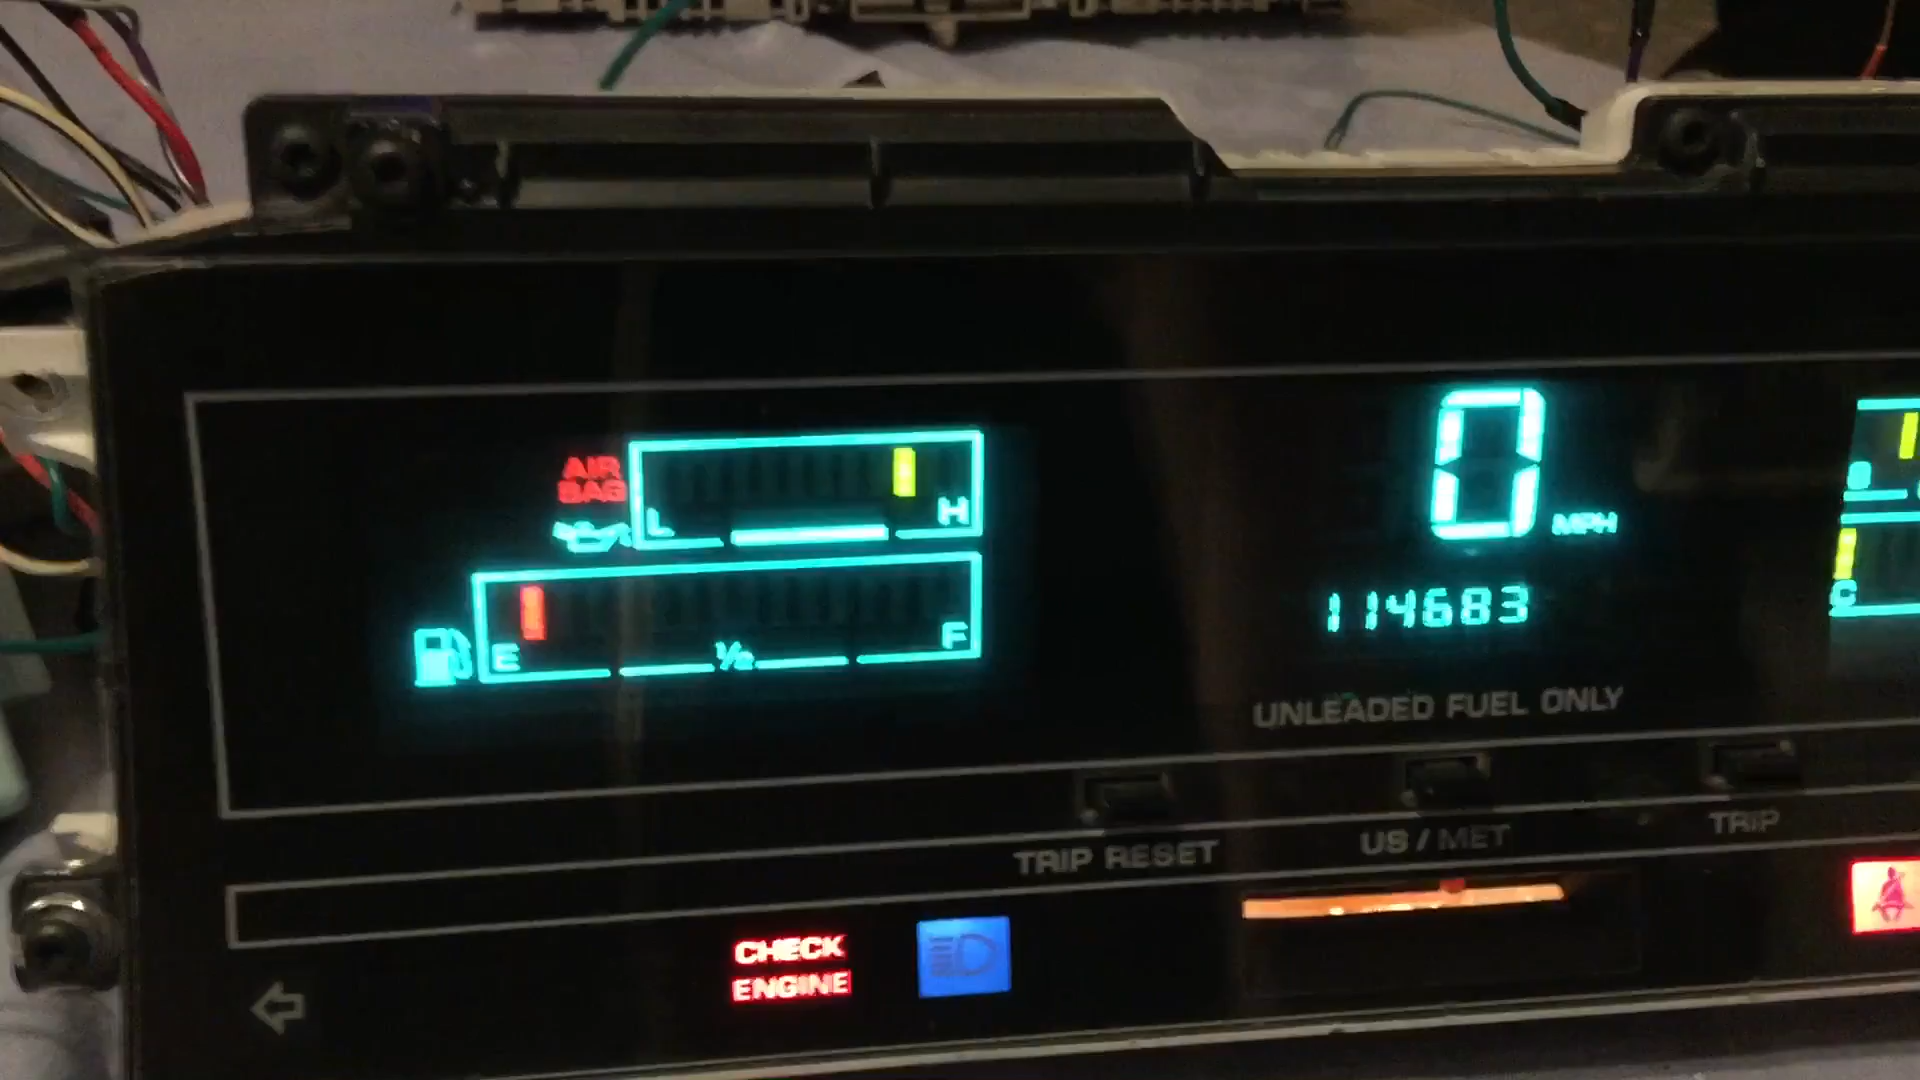 AIR
BAG
L H
E ½ F
0 MPH
114683
C
UNLEADED FUEL ONLY
TRIP RESET
US / MET
TRIP
CHECK
ENGINE